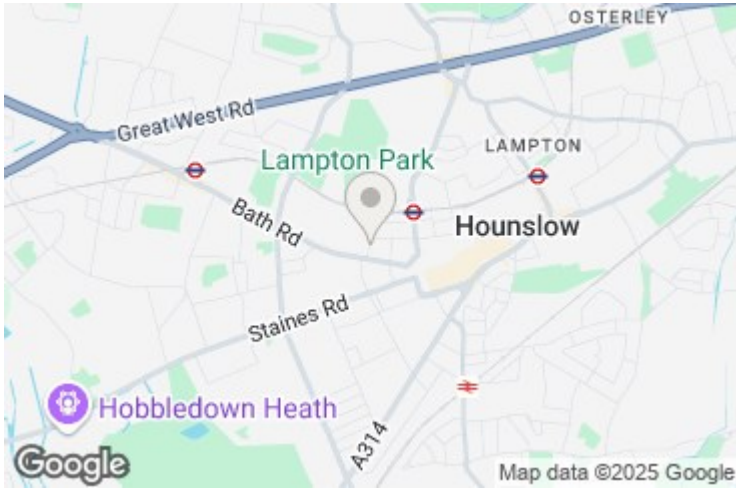 OSTERLEY
Great West Rd
Lampton Park
LAMPTON
Bath Rd
Hounslow
Staines Rd
Hobbledown Heath
A314
Google
Map data ©2025 Google